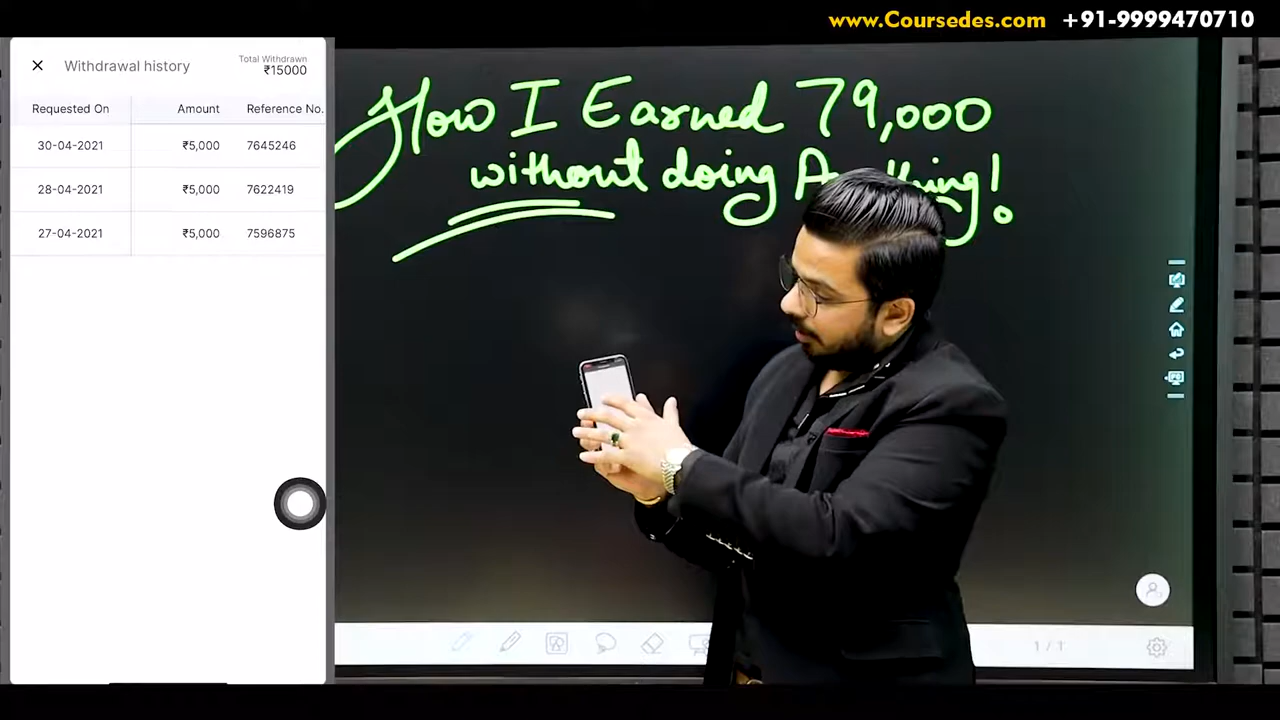 www.Coursedes.com +91-9999470710
Withdrawal history
Total Withdrawn
₹15000
Requested On Amount Reference No.
30-04-2021 ₹5,000 7645246
28-04-2021 ₹5,000 7622419
27-04-2021 ₹5,000 7596875
How I Earned 79,000
without doing
1/1